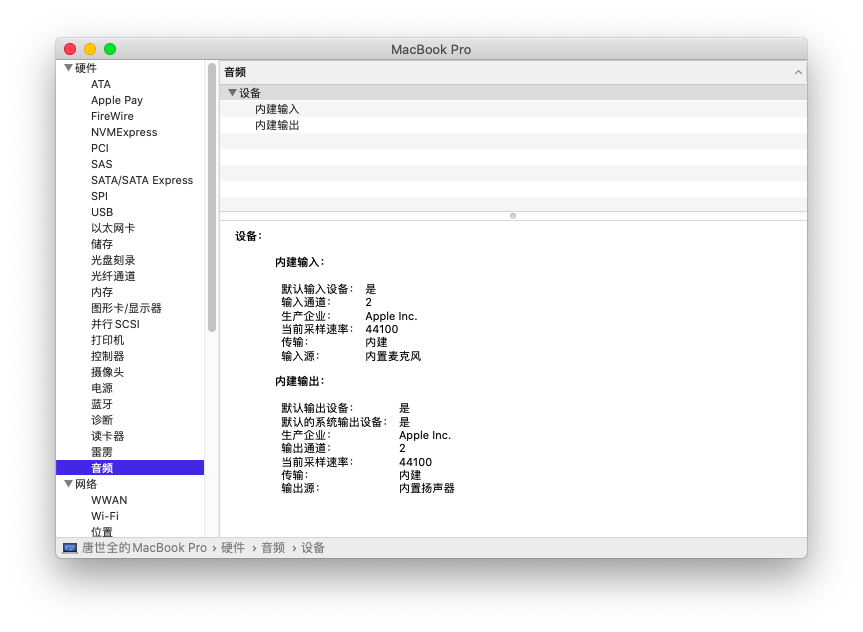 MacBook Pro
硬件
ATA
Apple Pay
FireWire
NVMExpress
PCI
SAS
SATA/SATA Express
SPI
USB
以太网卡
储存
光盘刻录
光纤通道
内存
图形卡/显示器
并行 SCSI
打印机
控制器
摄像头
电源
蓝牙
诊断
读卡器
雷雳
音频
网络
WWAN
Wi-Fi
位置
音频
设备
内建输入
内建输出
设备：
内建输入：
默认输入设备： 是
输入通道： 2
生产企业： Apple Inc.
当前采样速率： 44100
传输： 内建
输入源： 内置麦克风
内建输出：
默认输出设备： 是
默认的系统输出设备： 是
生产企业： Apple Inc.
输出通道： 2
当前采样速率： 44100
传输： 内建
输出源： 内置扬声器
唐世全的MacBook Pro › 硬件 › 音频 › 设备